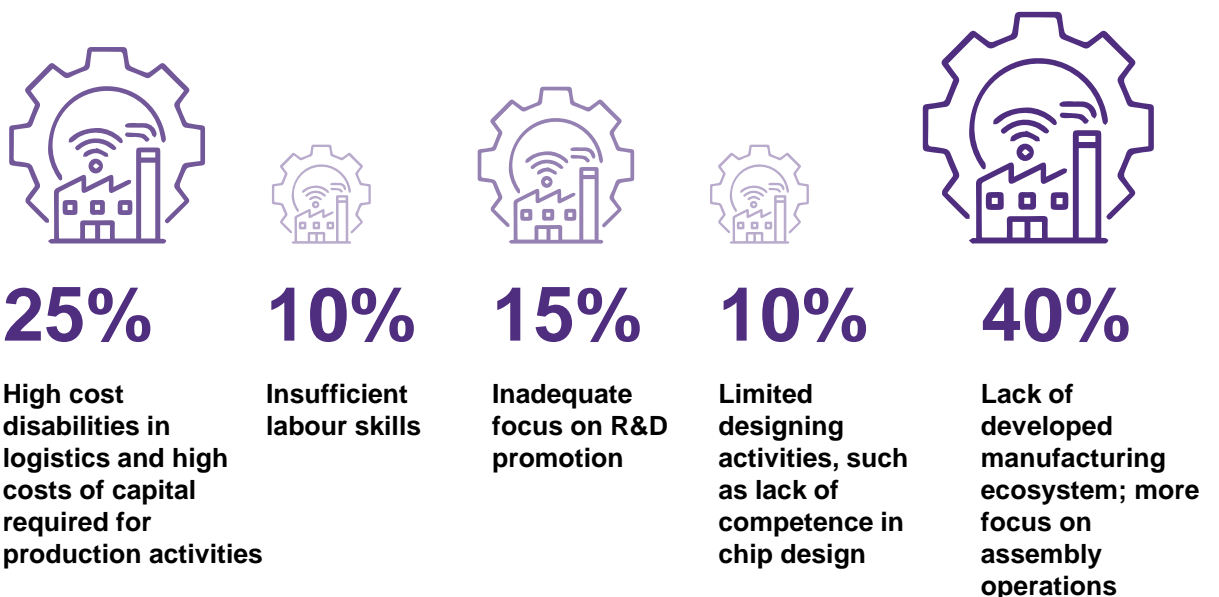 25%
High cost
disabilities in
logistics and high
costs of capital
required for
production activities
10%
Insufficient
labour skills
15%
Inadequate
focus on R&D
promotion
10%
Limited
designing
activities, such
as lack of
competence in
chip design
40%
Lack of
developed
manufacturing
ecosystem; more
focus on
assembly
operations